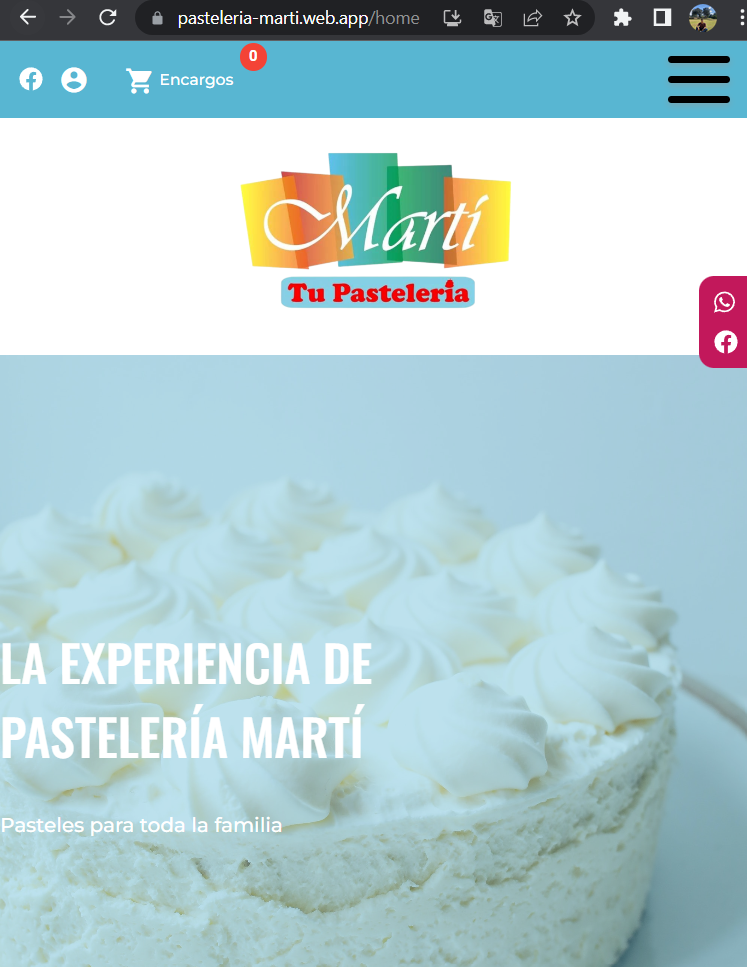 pasteleria-marti.web.app/home
0
Encargos
Martí
Tu Pastelería
LA EXPERIENCIA DE
PASTELERÍA MARTÍ
Pasteles para toda la familia